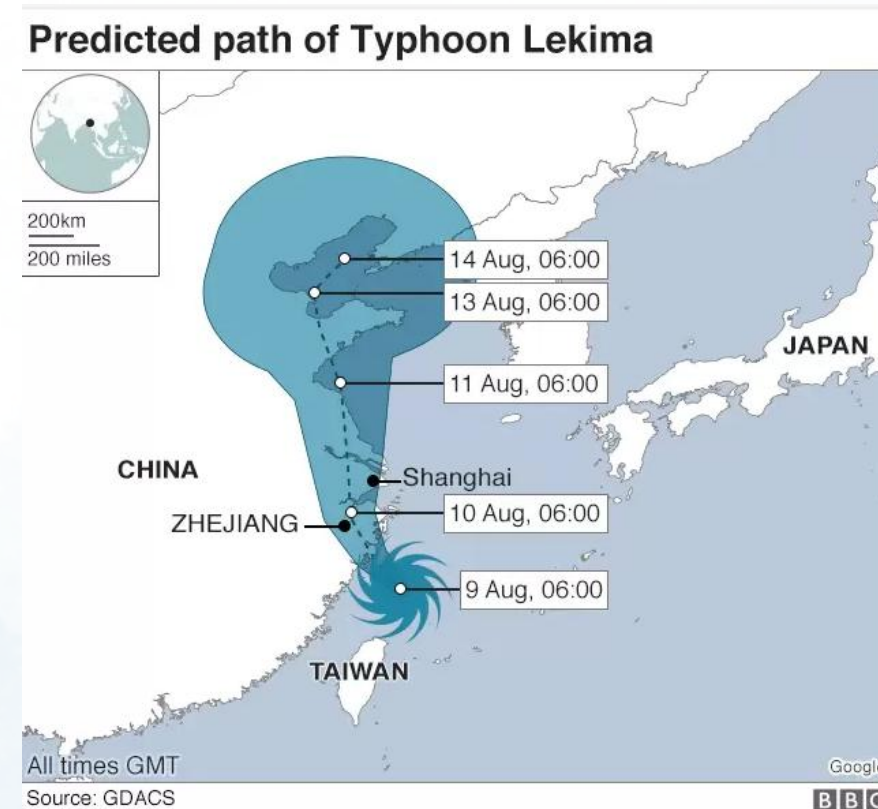 Predicted path of Typhoon Lekima
200km
200 miles
14 Aug, 06:00
13 Aug, 06:00
JAPAN
11 Aug, 06:00
CHINA
Shanghai
ZHEJIANG
10 Aug, 06:00
9 Aug, 06:00
TAIWAN
All times GMT
Google
Source: GDACS
BBC